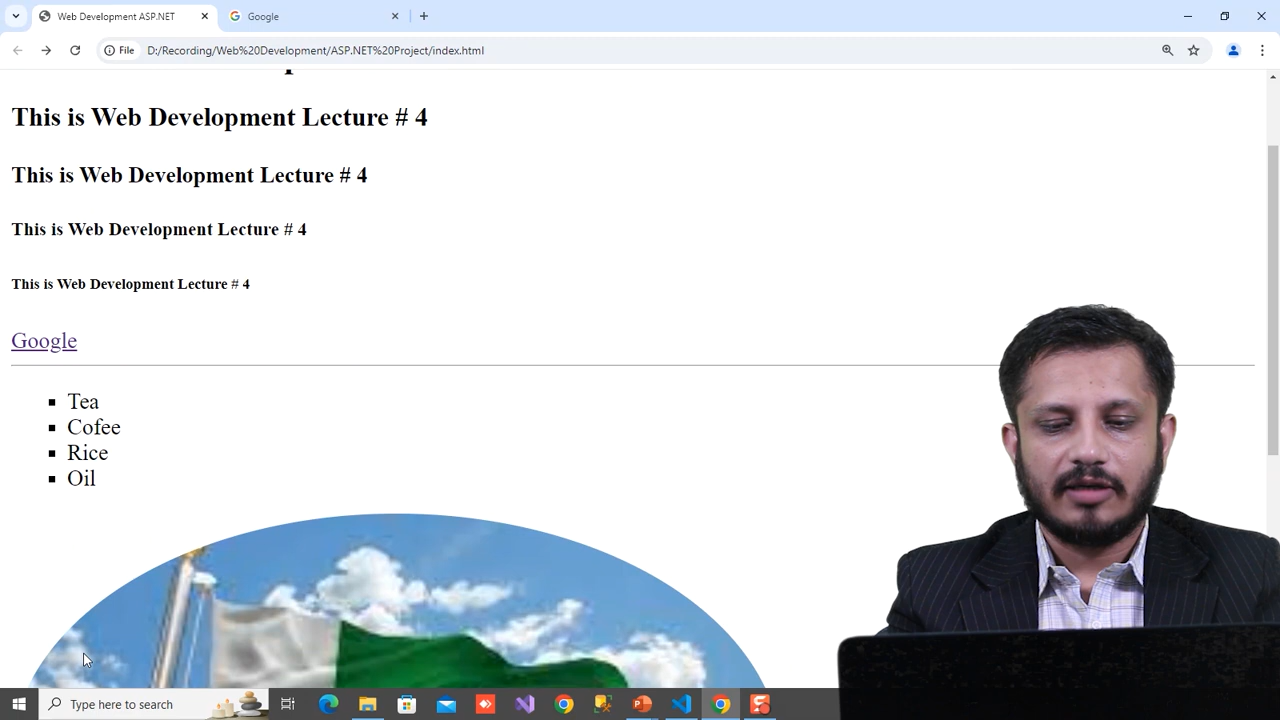 Web Development ASP.NET
Google
File
D:/Recording/Web%20Development/ASP.NET%20Project/index.html
This is Web Development Lecture # 4
This is Web Development Lecture # 4
This is Web Development Lecture # 4
This is Web Development Lecture # 4
Google
Tea
Cofee
Rice
Oil
Type here to search